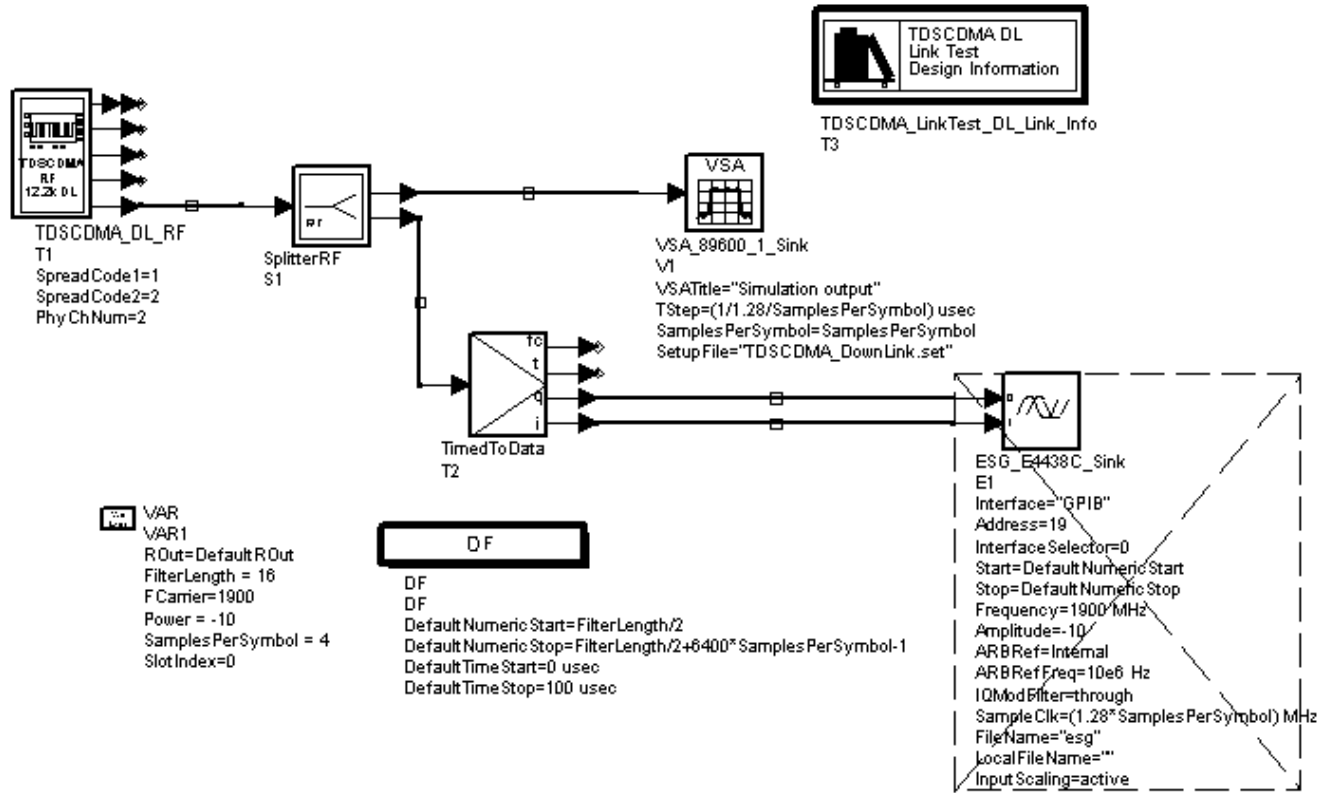 TDSCDMA DL
Link Test
Design Information
TDSCDMA_LinkTest_DL_Link_Info
T3
TDSCDMA
RF
12.2k DL
TDSCDMA_DL_RF
T1
SpreadCode1=1
SpreadCode2=2
PhyChNum=2
SplitterRF
S1
VSA
VSA_89600_1_Sink
V1
VSATitle="Simulation output"
TStep=(1/1.28/SamplesPerSymbol) usec
SamplesPerSymbol=SamplesPerSymbol
SetupFile="TDSCDMA_DownLink.set"
fc
t
q
i
TimedToData
T2
ESG_E4438C_Sink
E1
Interface="GPIB"
Address=19
InterfaceSelector=0
Start=DefaultNumericStart
Stop=DefaultNumericStop
Frequency=1900 MHz
Amplitude=-10
ARBRef=Internal
ARBRefFreq=10e6 Hz
IQModFilter=through
SampleClk=(1.28*SamplesPerSymbol) MHz
FileName="esg"
LocalFileName=""
InputScaling=active
VAR
VAR1
ROut=DefaultROut
FilterLength = 16
FCarrier=1900
Power = -10
SamplesPerSymbol = 4
SlotIndex=0
DF
DF
DF
DefaultNumericStart=FilterLength/2
DefaultNumericStop=FilterLength/2+6400*SamplesPerSymbol-1
DefaultTimeStart=0 usec
DefaultTimeStop=100 usec